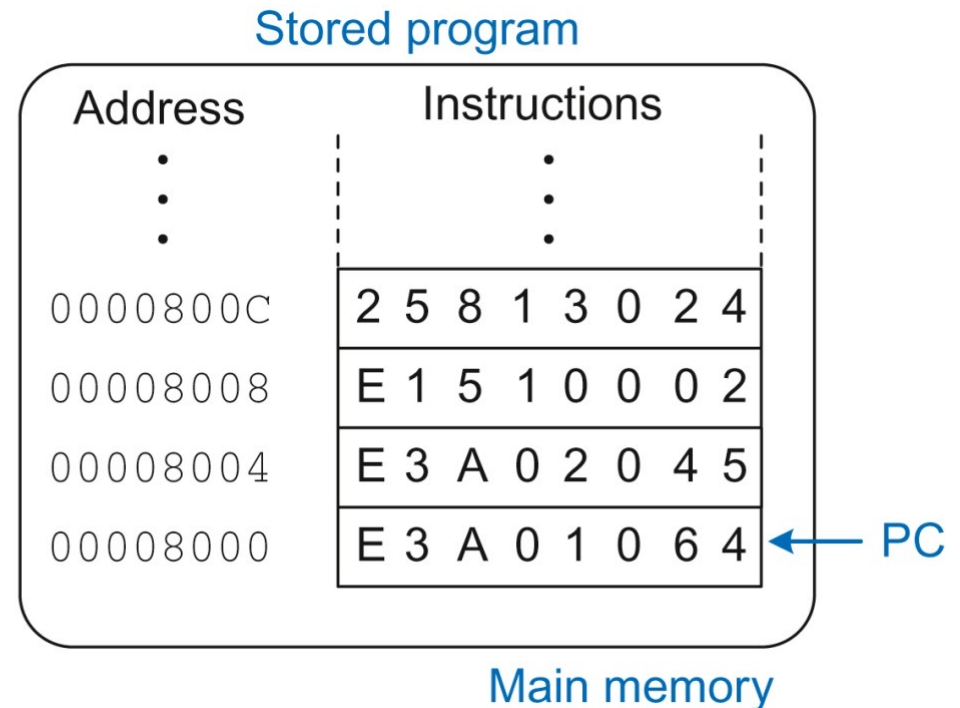 Stored program
Address Instructions
0000800C 2 5 8 1 3 0 2 4
00008008 E 1 5 1 0 0 0 2
00008004 E 3 A 0 2 0 4 5
00008000 E 3 A 0 1 0 6 4 PC
Main memory